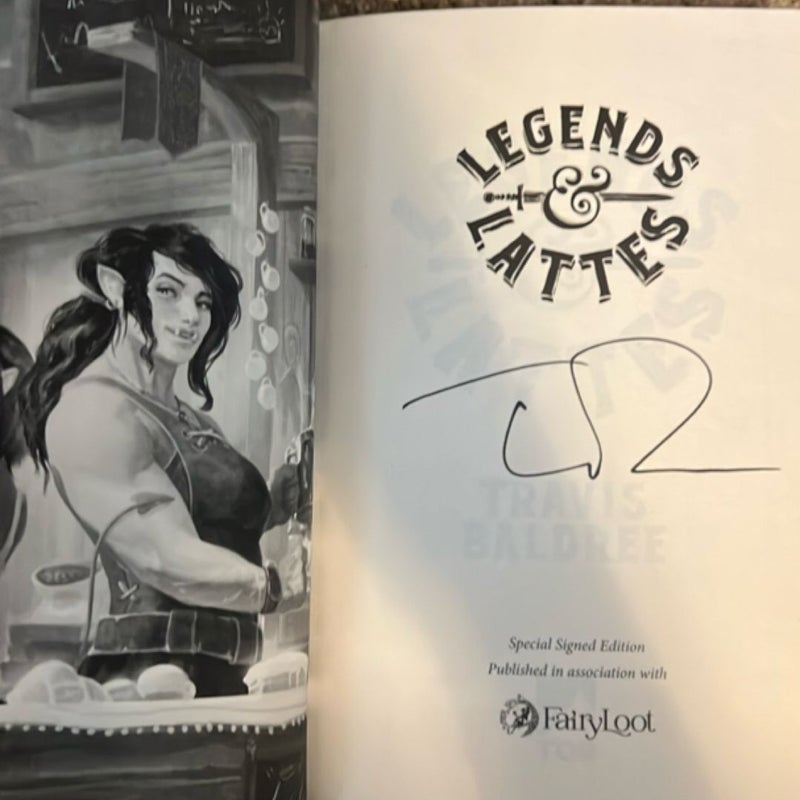 LEGENDS
&
LATTES
TRAVIS
BALDREE
Special Signed Edition
Published in association with
FairyLoot